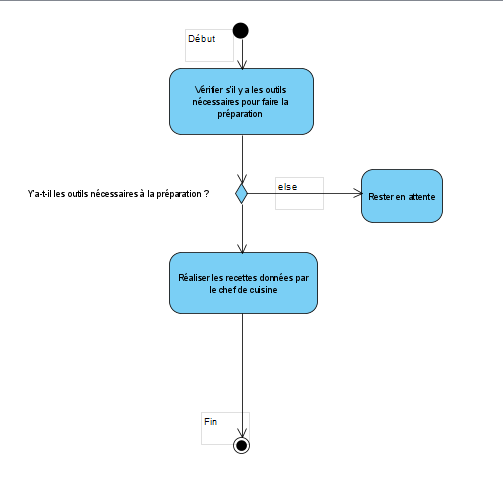 Début
Vérifier s'il y a les outils
nécessaires pour faire la
préparation
Y'a-t-il les outils nécessaires à la préparation ?
else
Rester en attente
Réaliser les recettes données par
le chef de cuisine
Fin